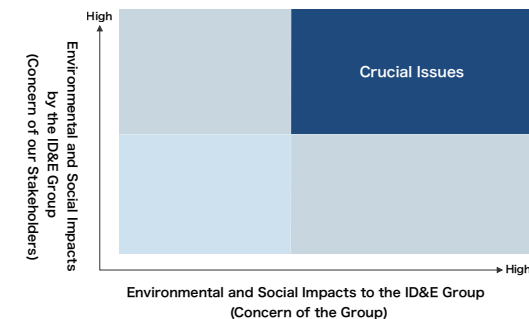 High
Crucial Issues
Environmental and Social Impacts
by the ID&E Group
(Concern of our Stakeholders)
High
Environmental and Social Impacts to the ID&E Group
(Concern of the Group)